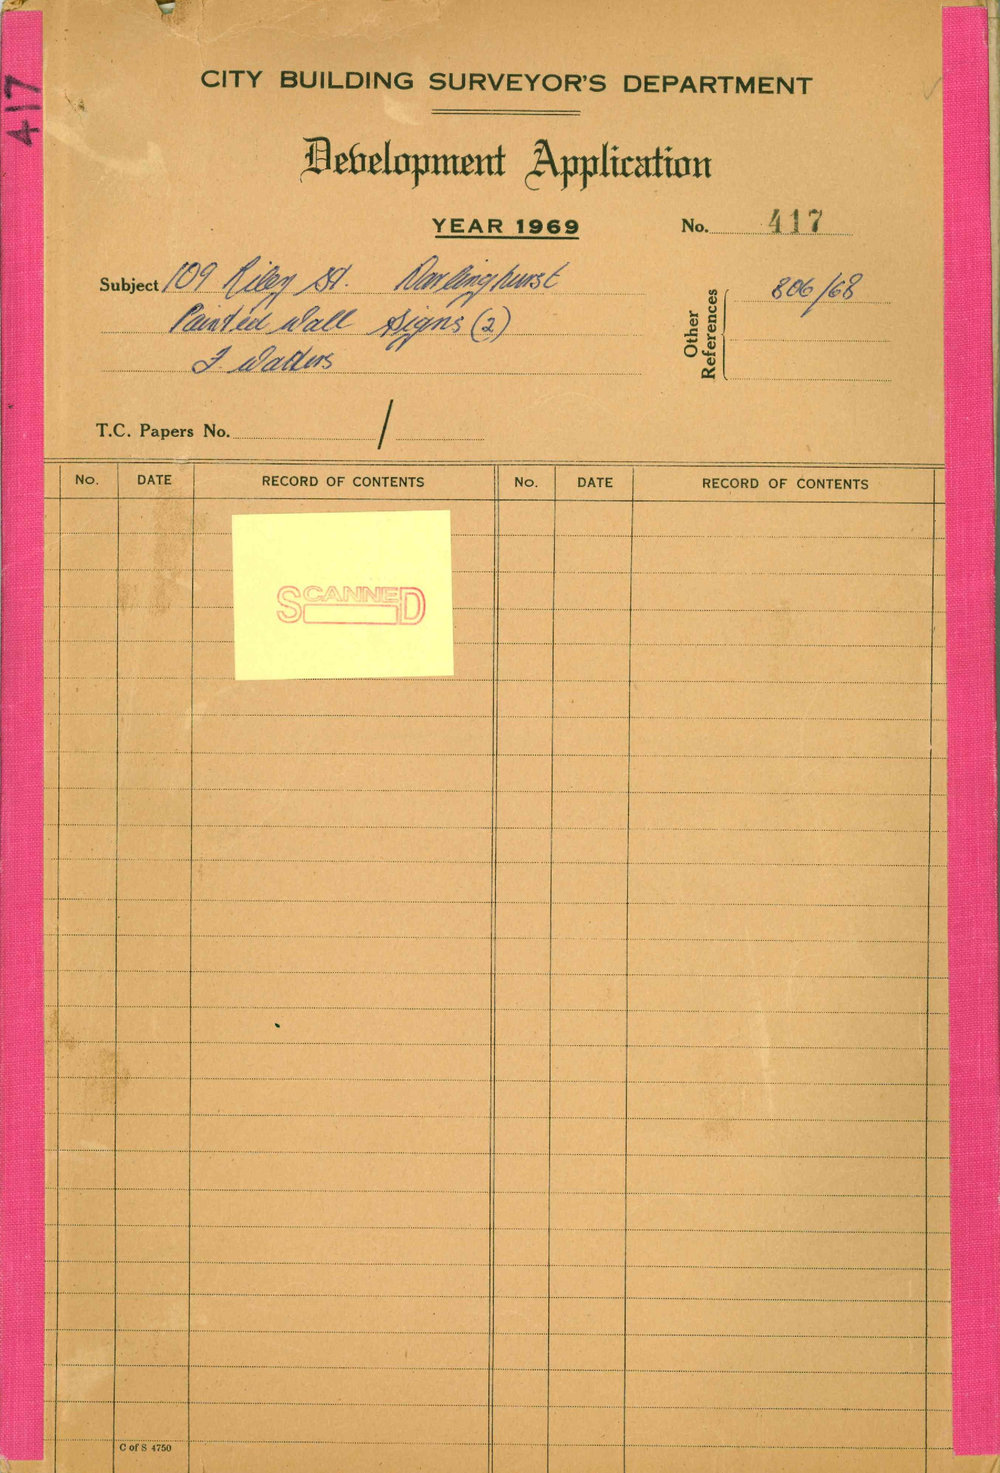 417
CITY BUILDING SURVEYOR'S DEPARTMENT
Development Application
YEAR 1969
No. 417
Subject 109 Riley St. Darlinghurst
Painted Wall Signs (2)
F. Watters
Other References
806/68
T.C. Papers No. /
No. DATE RECORD OF CONTENTS No. DATE RECORD OF CONTENTS
SCANNED
C of S 4750